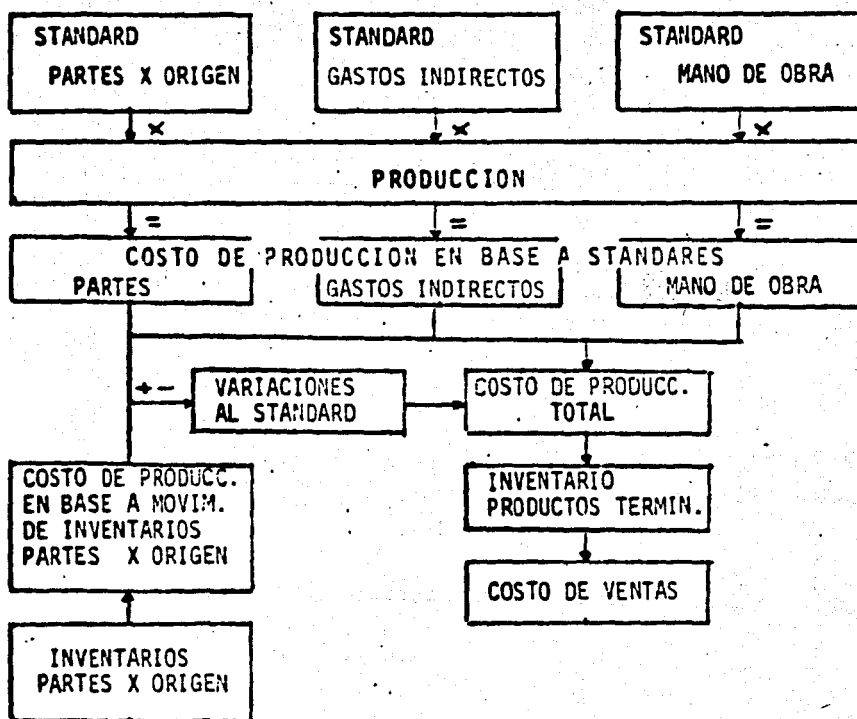 STANDARD
PARTES X ORIGEN
STANDARD
GASTOS INDIRECTOS
STANDARD
MANO DE OBRA
× × ×
PRODUCCION
= = =
COSTO DE PRODUCCION EN BASE A STANDARES
PARTES
GASTOS INDIRECTOS
MANO DE OBRA
+-
VARIACIONES
AL STANDARD
COSTO DE PRODUCC.
TOTAL
COSTO DE PRODUCC.
EN BASE A MOVIM.
DE INVENTARIOS
PARTES X ORIGEN
INVENTARIO
PRODUCTOS TERMIN.
COSTO DE VENTAS
INVENTARIOS
PARTES X ORIGEN